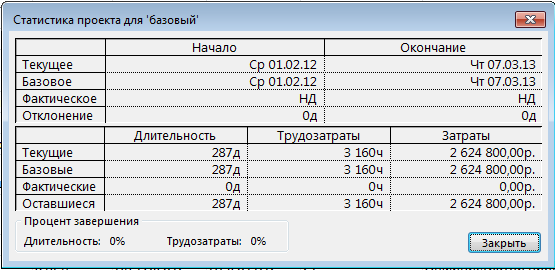 Статистика проекта для 'базовый'
Начало Окончание
Текущее Ср 01.02.12 Чт 07.03.13
Базовое Ср 01.02.12 Чт 07.03.13
Фактическое НД НД
Отклонение 0д 0д
Длительность Трудозатраты Затраты
Текущие 287д 3 160ч 2 624 800,00р.
Базовые 287д 3 160ч 2 624 800,00р.
Фактические 0д 0ч 0,00р.
Оставшиеся 287д 3 160ч 2 624 800,00р.
Процент завершения
Длительность: 0% Трудозатраты: 0% Закрыть